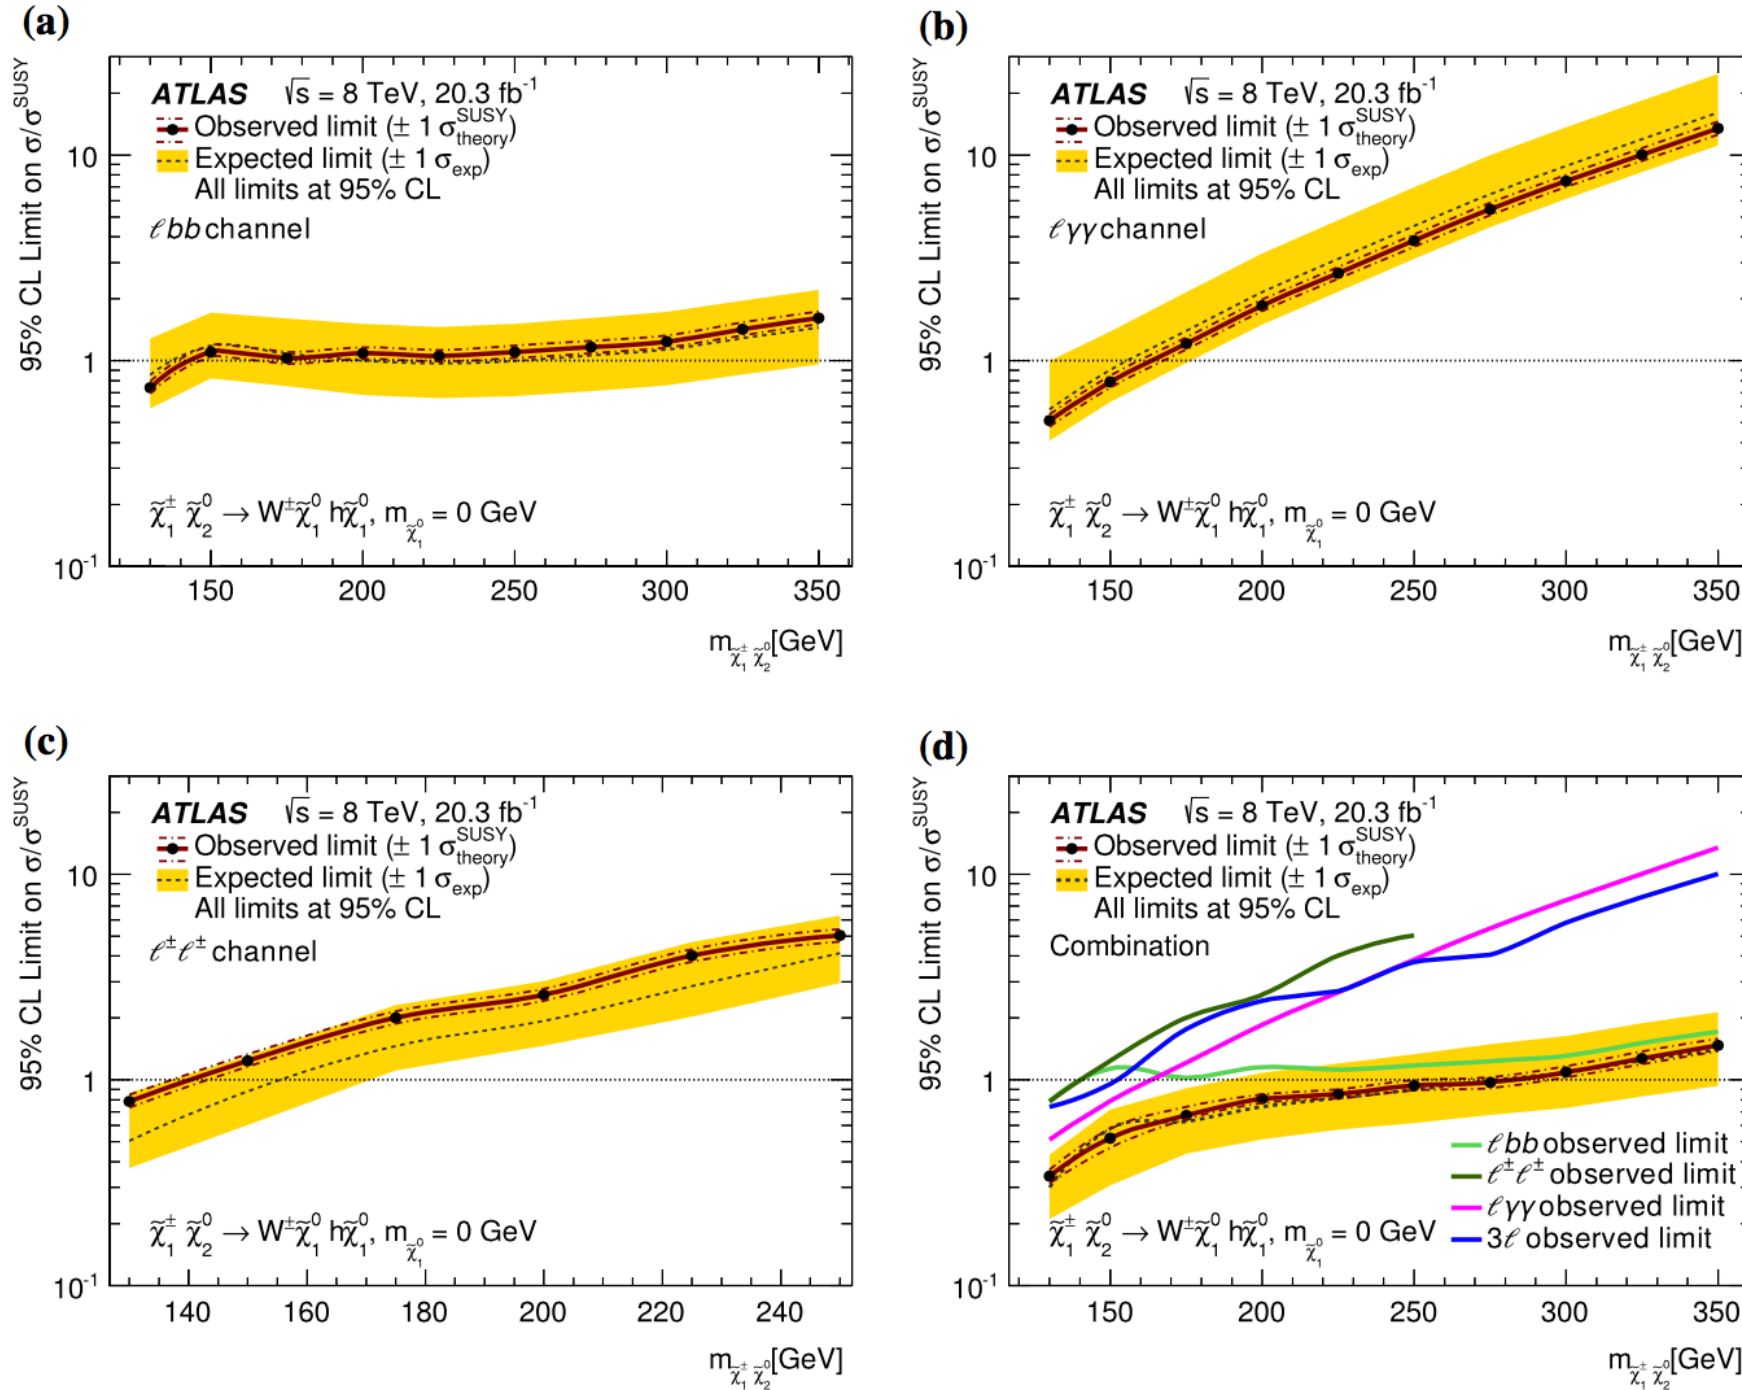 (a)
95% CL Limit on σ/σ^SUSY
ATLAS √s = 8 TeV, 20.3 fb⁻¹
Observed limit (± 1 σ^SUSY_theory)
Expected limit (± 1 σ_exp)
All limits at 95% CL
ℓbb channel
10
1
10⁻¹
χ̃₁^± χ̃₂^0 → W^± χ̃₁^0 h χ̃₁^0, m_χ̃₁^0 = 0 GeV
150 200 250 300 350
m_χ̃₁^± χ̃₂^0 [GeV]
(b)
95% CL Limit on σ/σ^SUSY
ATLAS √s = 8 TeV, 20.3 fb⁻¹
Observed limit (± 1 σ^SUSY_theory)
Expected limit (± 1 σ_exp)
All limits at 95% CL
ℓγγ channel
10
1
10⁻¹
χ̃₁^± χ̃₂^0 → W^± χ̃₁^0 h χ̃₁^0, m_χ̃₁^0 = 0 GeV
150 200 250 300 350
m_χ̃₁^± χ̃₂^0 [GeV]
(c)
95% CL Limit on σ/σ^SUSY
ATLAS √s = 8 TeV, 20.3 fb⁻¹
Observed limit (± 1 σ^SUSY_theory)
Expected limit (± 1 σ_exp)
All limits at 95% CL
ℓ^±ℓ^± channel
10
1
10⁻¹
χ̃₁^± χ̃₂^0 → W^± χ̃₁^0 h χ̃₁^0, m_χ̃₁^0 = 0 GeV
140 160 180 200 220 240
m_χ̃₁^± χ̃₂^0 [GeV]
(d)
95% CL Limit on σ/σ^SUSY
ATLAS √s = 8 TeV, 20.3 fb⁻¹
Observed limit (± 1 σ^SUSY_theory)
Expected limit (± 1 σ_exp)
All limits at 95% CL
Combination
10
1
10⁻¹
ℓbb observed limit
ℓ^±ℓ^± observed limit
ℓγγ observed limit
3ℓ observed limit
χ̃₁^± χ̃₂^0 → W^± χ̃₁^0 h χ̃₁^0, m_χ̃₁^0 = 0 GeV
150 200 250 300 350
m_χ̃₁^± χ̃₂^0 [GeV]